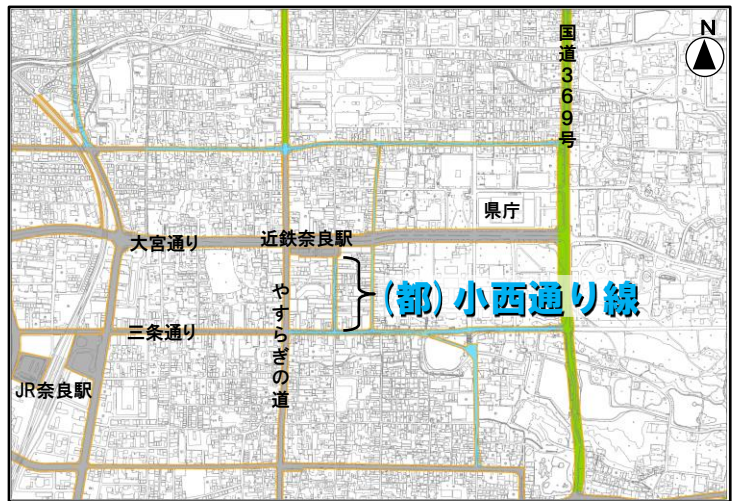 国道369号
N
県庁
大宮通り
近鉄奈良駅
(都)小西通り線
やすらぎの道
三条通り
JR奈良駅